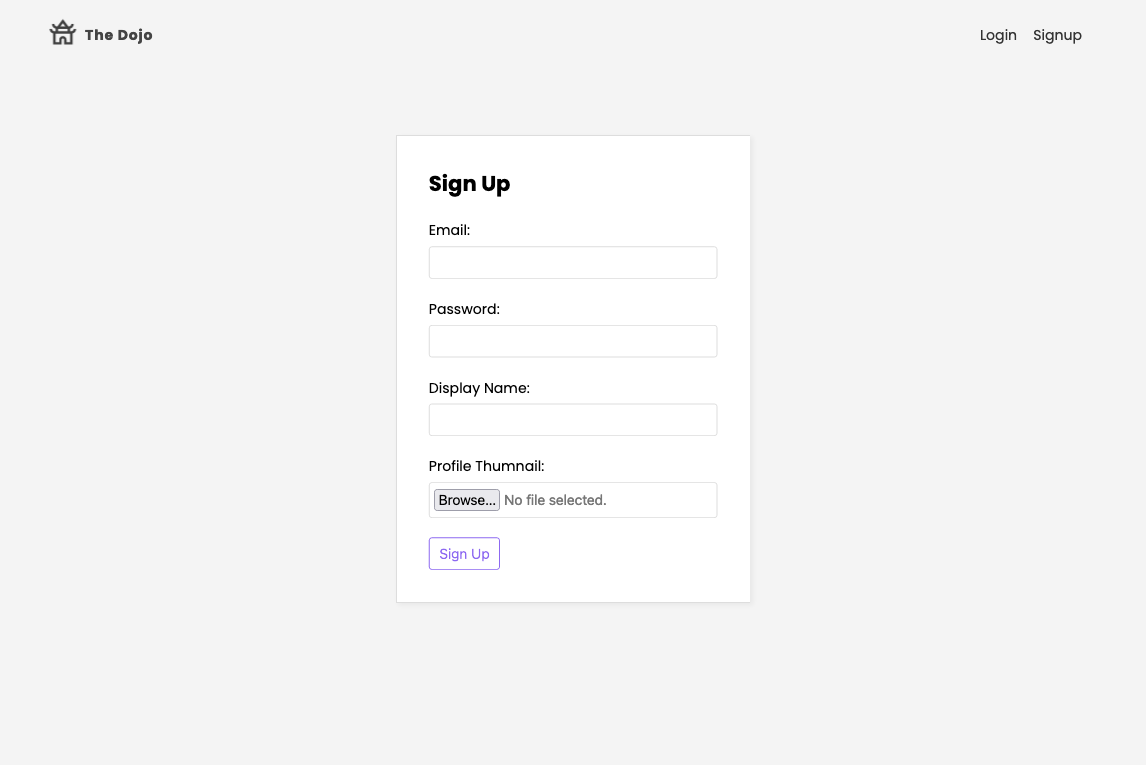 The Dojo
Login Signup
Sign Up
Email:
Password:
Display Name:
Profile Thumnail:
Browse... No file selected.
Sign Up